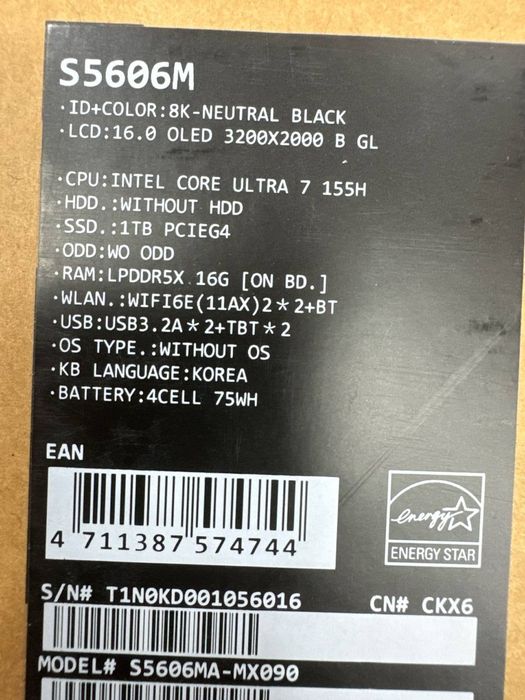 S5606M
·ID+COLOR:8K-NEUTRAL BLACK
·LCD:16.0 OLED 3200X2000 B GL
·CPU:INTEL CORE ULTRA 7 155H
·HDD.:WITHOUT HDD
·SSD.:1TB PCIEG4
·ODD:WO ODD
·RAM:LPDDR5X 16G [ON BD.]
·WLAN.:WIFI6E(11AX)2*2+BT
·USB:USB3.2A*2+TBT*2
·OS TYPE.:WITHOUT OS
·KB LANGUAGE:KOREA
·BATTERY:4CELL 75WH
EAN
4 711387 574744
energy
ENERGY STAR
S/N# T1N0KD001056016 CN# CKX6
MODEL# S5606MA-MX090